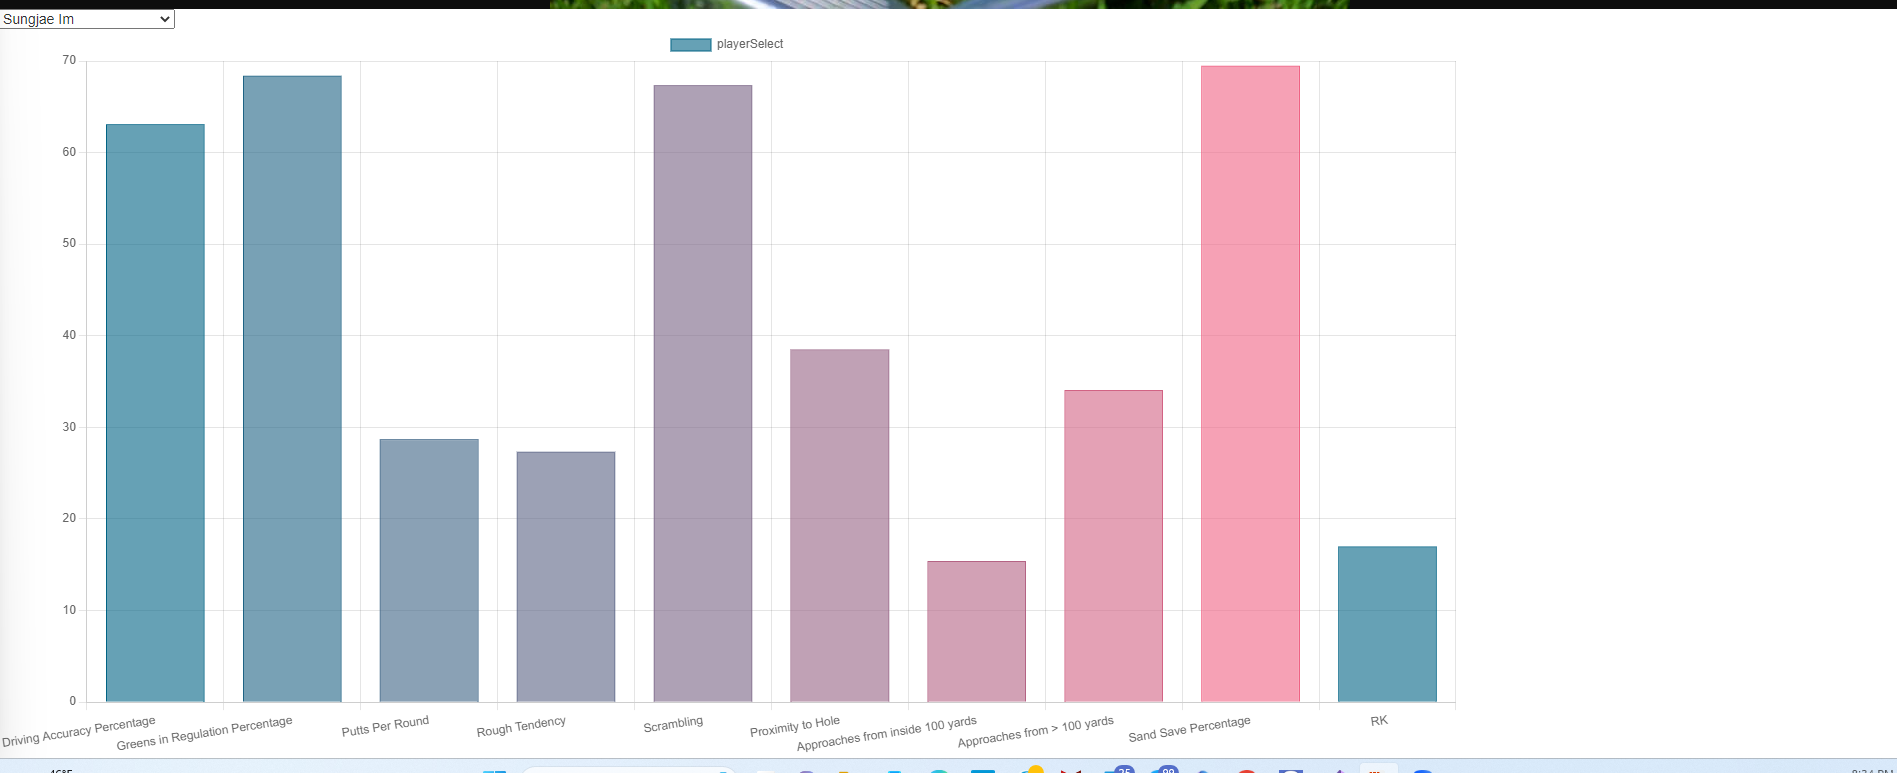 Sungjae Im
playerSelect
70
60
50
40
30
20
10
0
Driving Accuracy Percentage
Greens in Regulation Percentage
Putts Per Round
Rough Tendency
Scrambling
Proximity to Hole
Approaches from inside 100 yards
Approaches from > 100 yards
Sand Save Percentage
RK